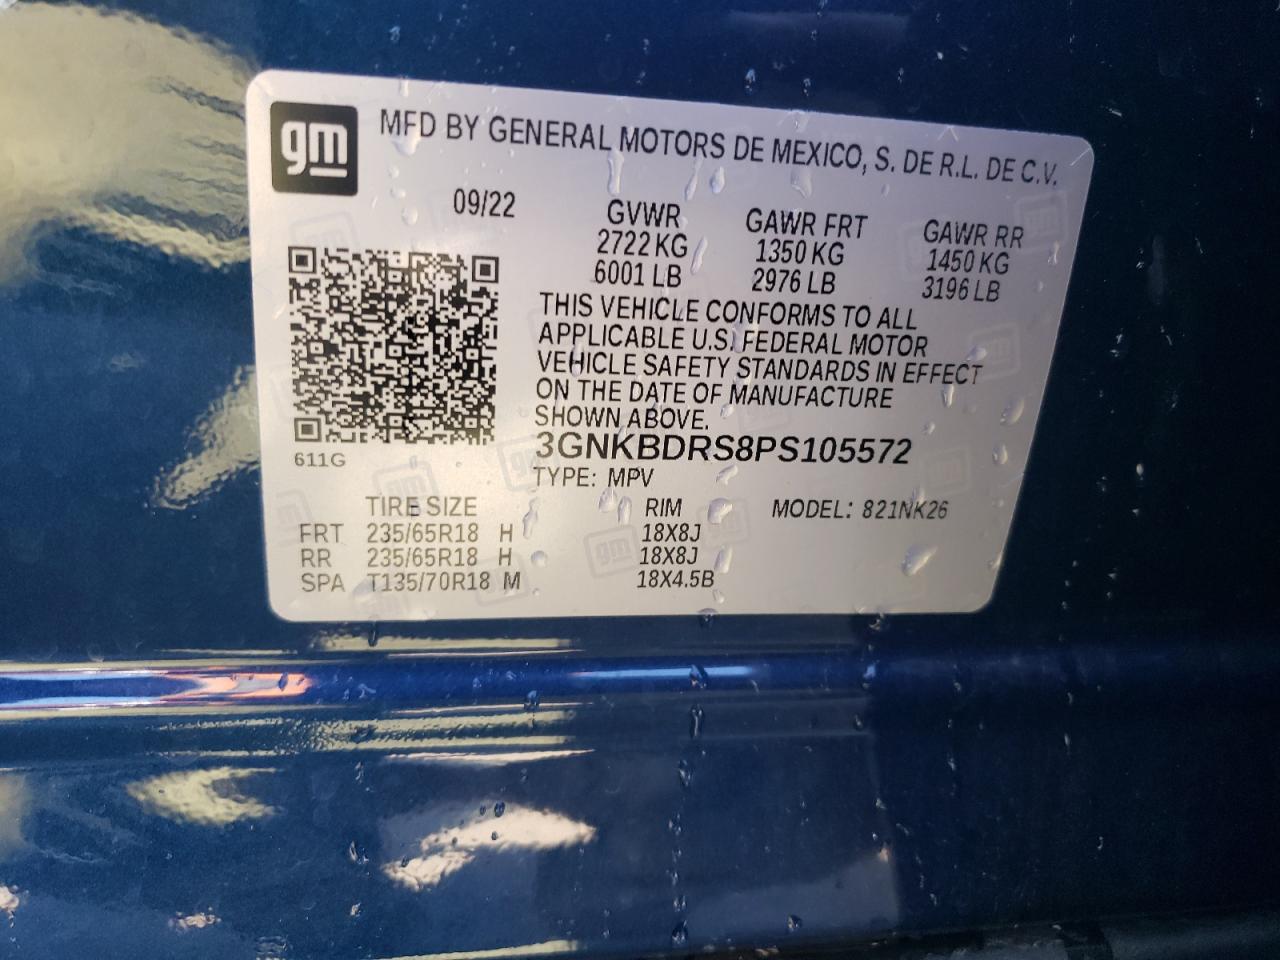 gm
MFD BY GENERAL MOTORS DE MEXICO, S. DE R.L. DE C.V.
09/22
GVWR GAWR FRT GAWR RR
2722 KG 1350 KG 1450 KG
6001 LB 2976 LB 3196 LB
THIS VEHICLE CONFORMS TO ALL
APPLICABLE U.S. FEDERAL MOTOR
VEHICLE SAFETY STANDARDS IN EFFECT
ON THE DATE OF MANUFACTURE
SHOWN ABOVE.
3GNKBDRS8PS105572
611G
TYPE: MPV
TIRE SIZE RIM MODEL: 821NK26
FRT 235/65R18 H 18X8J
RR 235/65R18 H 18X8J
SPA T135/70R18 M 18X4.5B